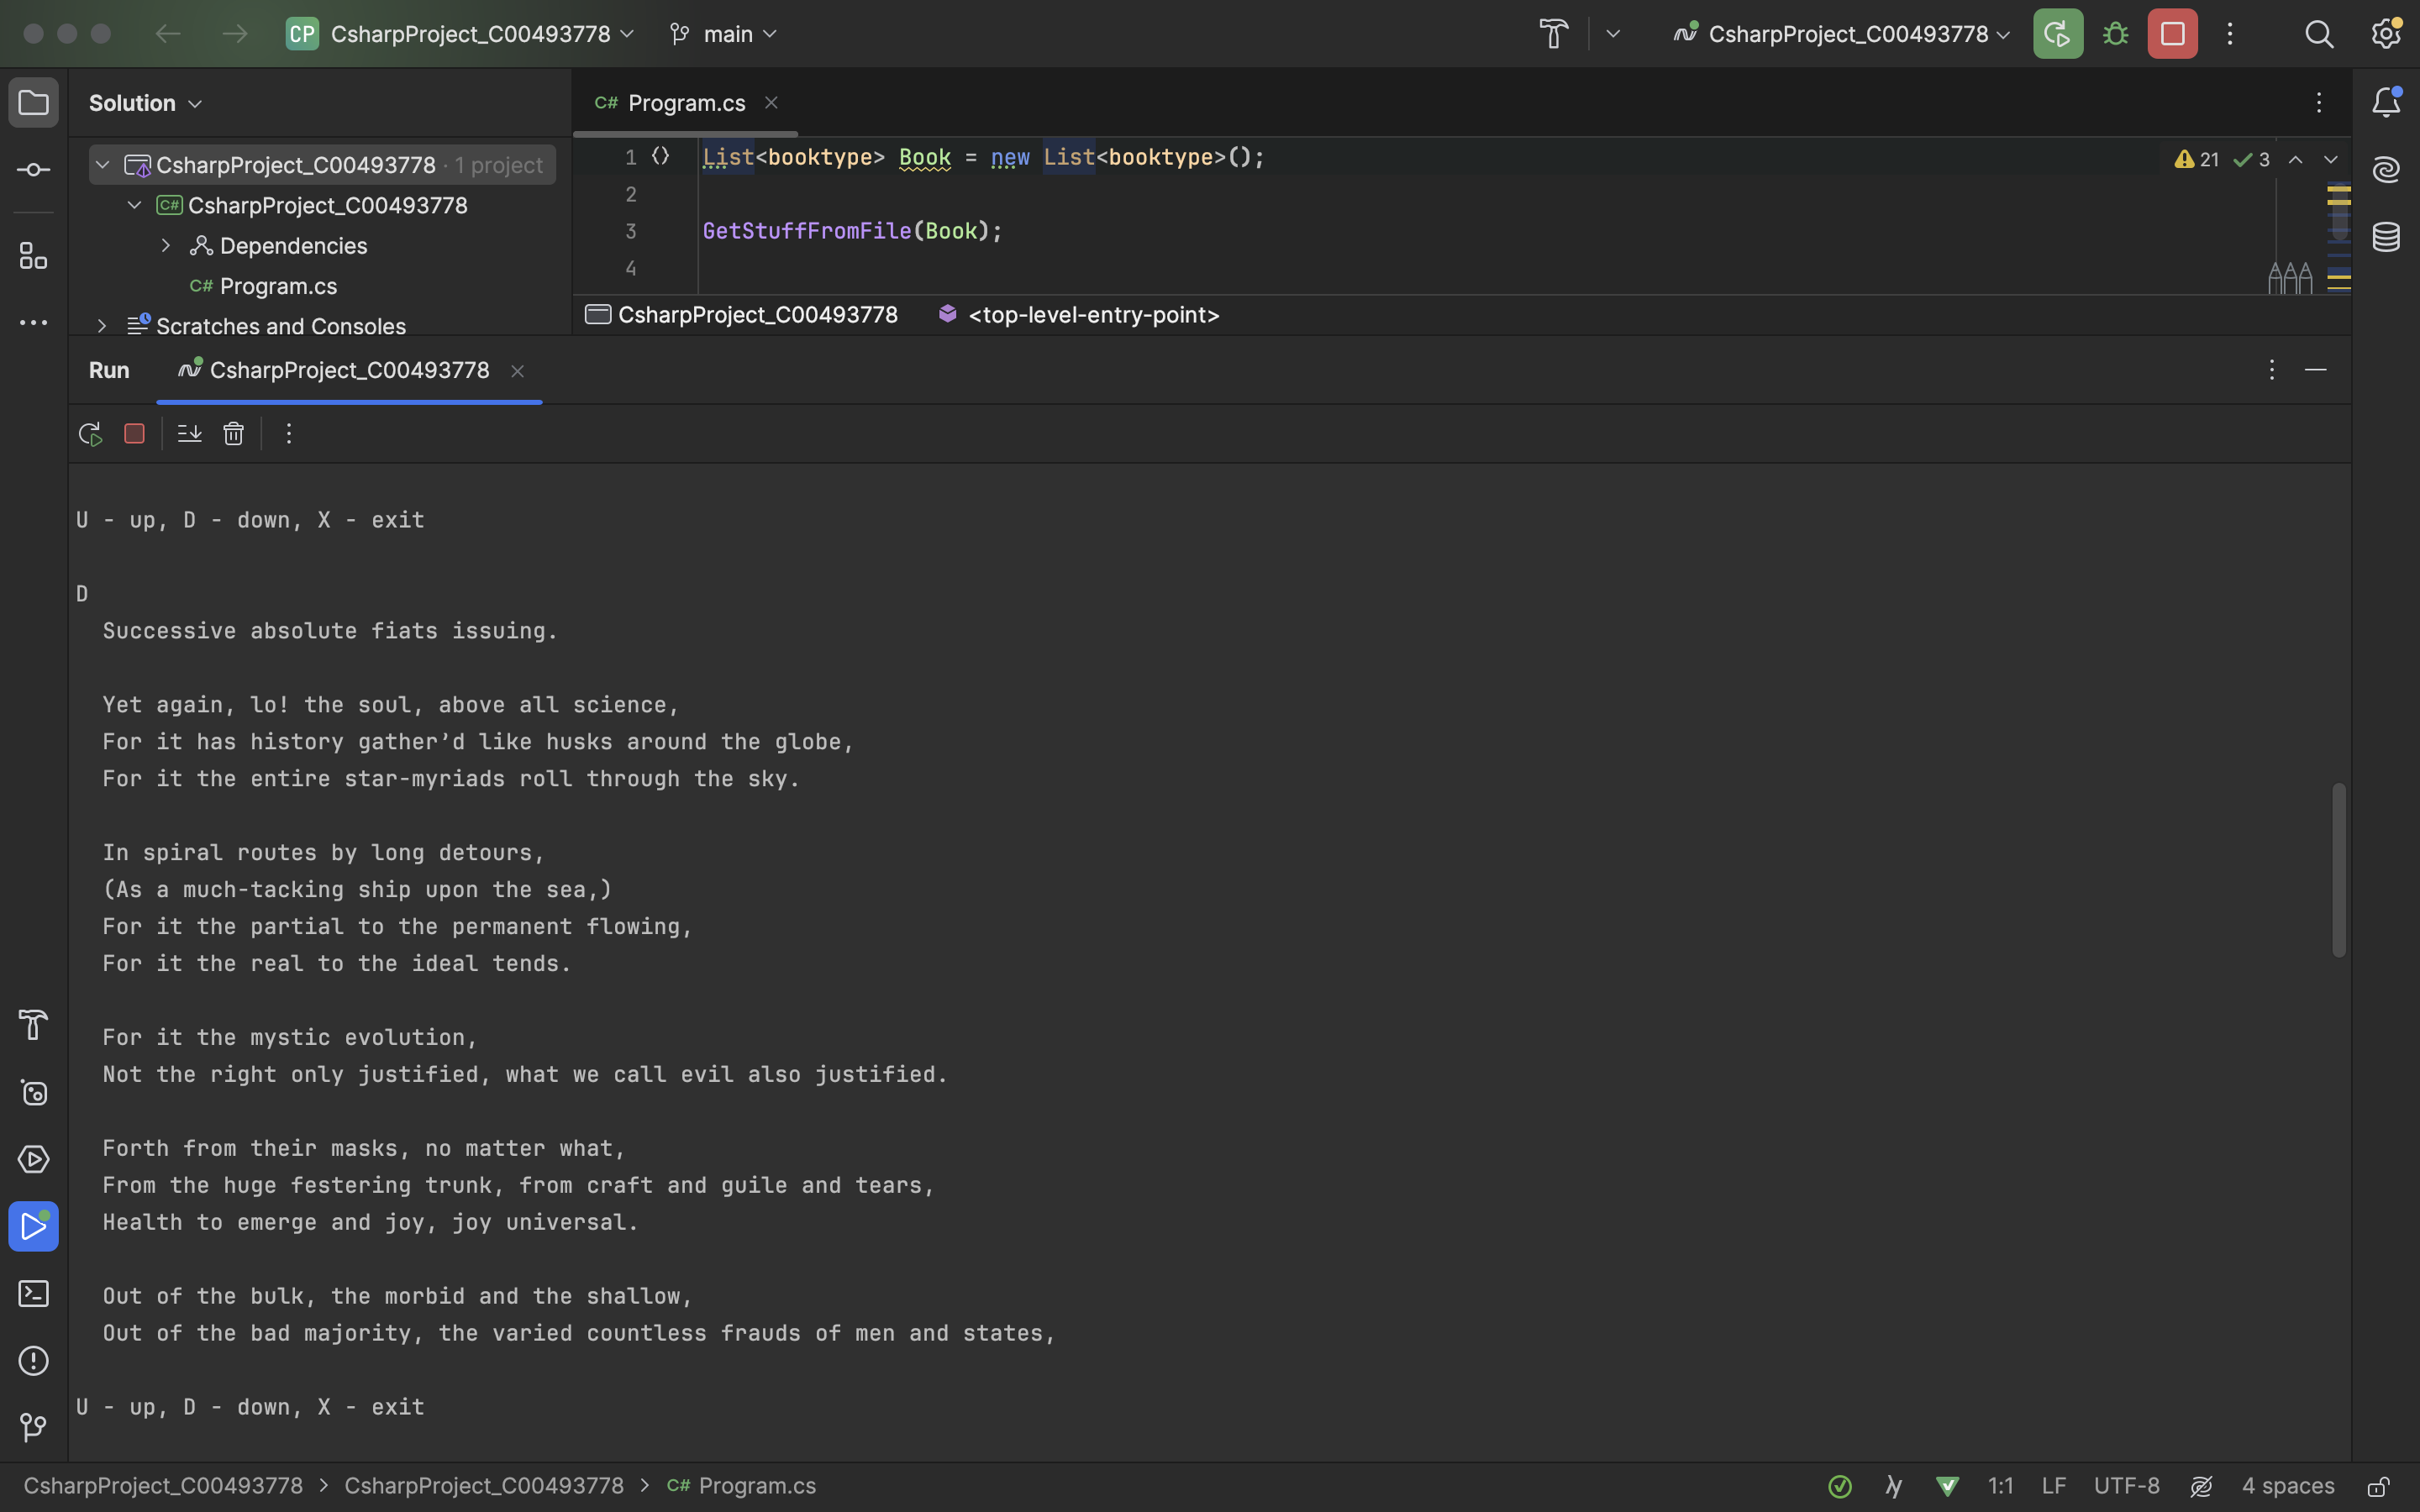 CP CsharpProject_C00493778 main CsharpProject_C00493778
Solution
C# Program.cs
CsharpProject_C00493778 · 1 project
C# CsharpProject_C00493778
Dependencies
C# Program.cs
Scratches and Consoles
1 List<booktype> Book = new List<booktype>();
21 3
2
3 GetStuffFromFile(Book);
4
CsharpProject_C00493778 <top-level-entry-point>
Run CsharpProject_C00493778
U - up, D - down, X - exit
D
Successive absolute fiats issuing.
Yet again, lo! the soul, above all science,
For it has history gather’d like husks around the globe,
For it the entire star-myriads roll through the sky.
In spiral routes by long detours,
(As a much-tacking ship upon the sea,)
For it the partial to the permanent flowing,
For it the real to the ideal tends.
For it the mystic evolution,
Not the right only justified, what we call evil also justified.
Forth from their masks, no matter what,
From the huge festering trunk, from craft and guile and tears,
Health to emerge and joy, joy universal.
Out of the bulk, the morbid and the shallow,
Out of the bad majority, the varied countless frauds of men and states,
U - up, D - down, X - exit
CsharpProject_C00493778 > CsharpProject_C00493778 > C# Program.cs
1:1 LF UTF-8 4 spaces